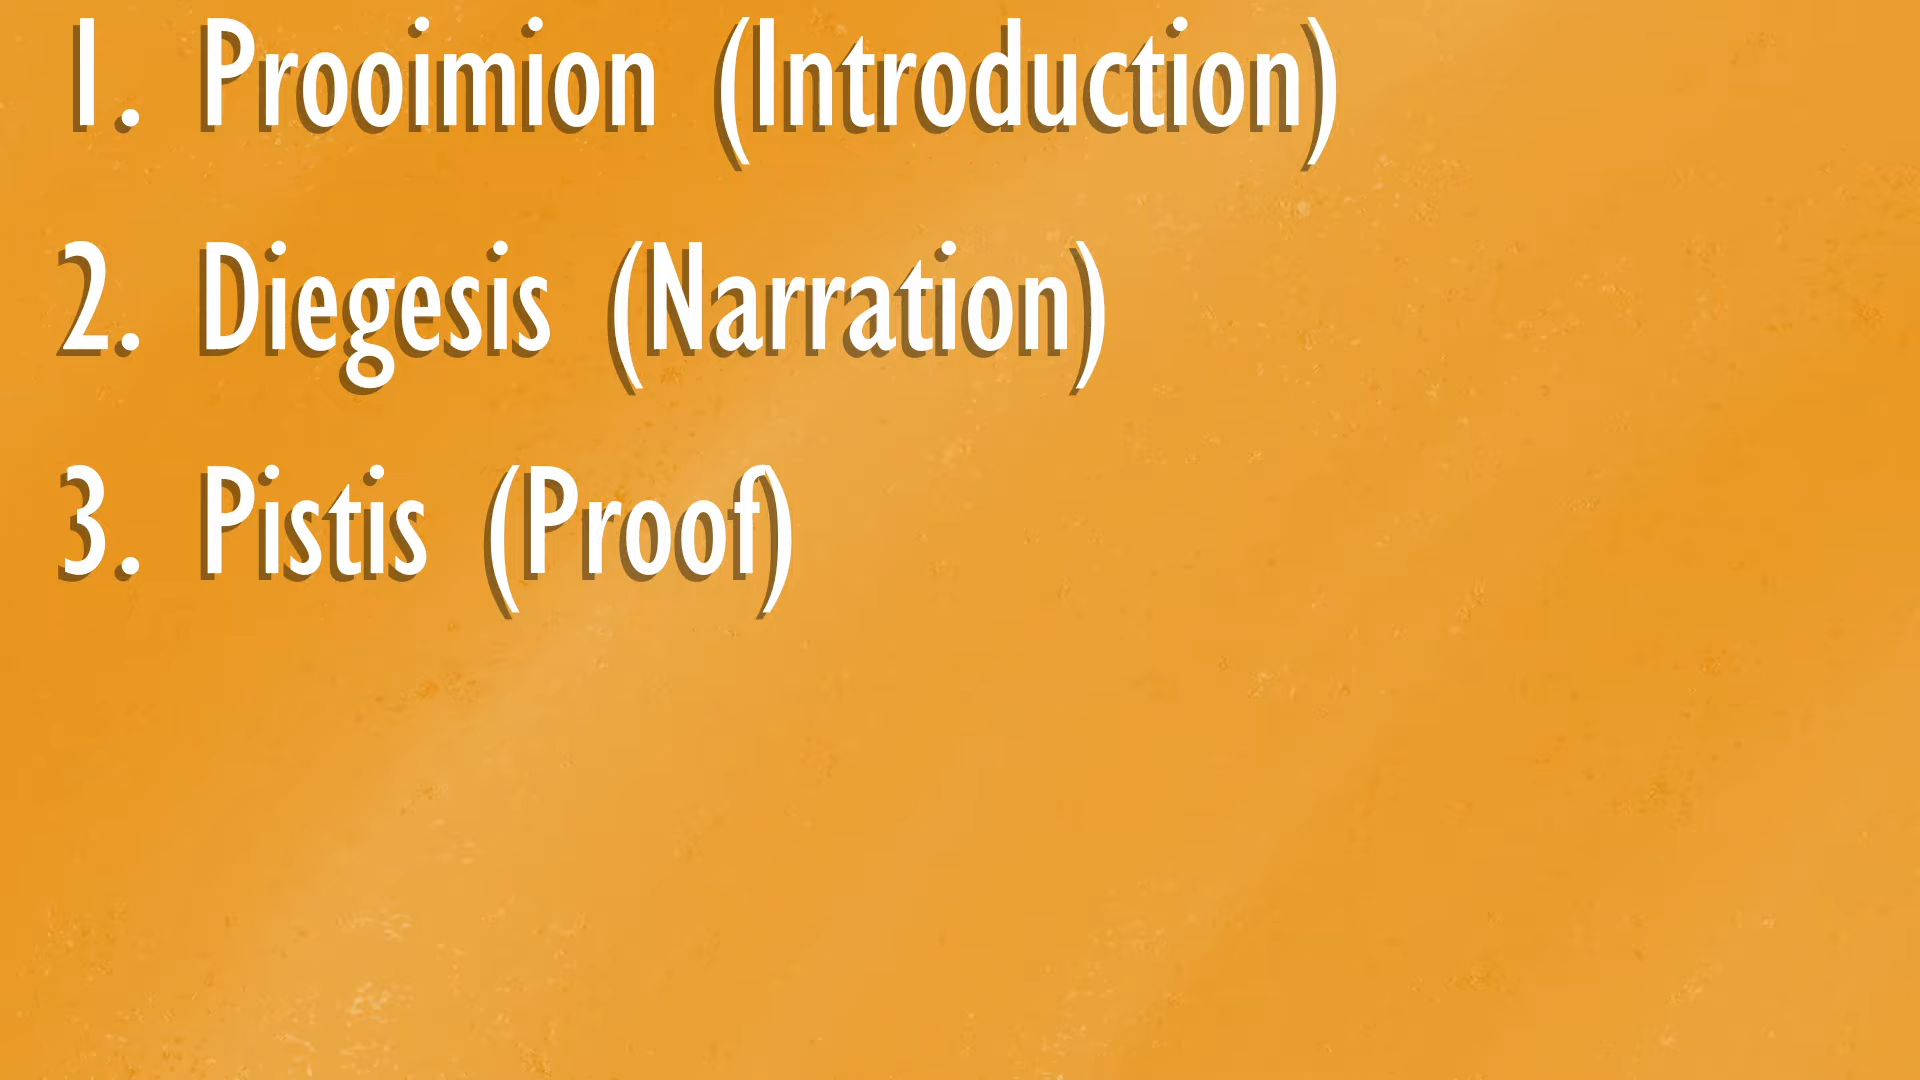 1. Prooimion (Introduction)
2. Diegesis (Narration)
3. Pistis (Proof)